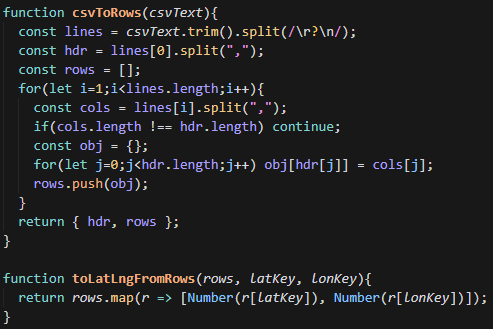 function csvToRows(csvText){
  const lines = csvText.trim().split(/\r?\n/);
  const hdr = lines[0].split(",");
  const rows = [];
  for(let i=1;i<lines.length;i++){
    const cols = lines[i].split(",");
    if(cols.length !== hdr.length) continue;
    const obj = {};
    for(let j=0;j<hdr.length;j++) obj[hdr[j]] = cols[j];
    rows.push(obj);
  }
  return { hdr, rows };
}

function toLatLngFromRows(rows, latKey, lonKey){
  return rows.map(r => [Number(r[latKey]), Number(r[lonKey])]);
}